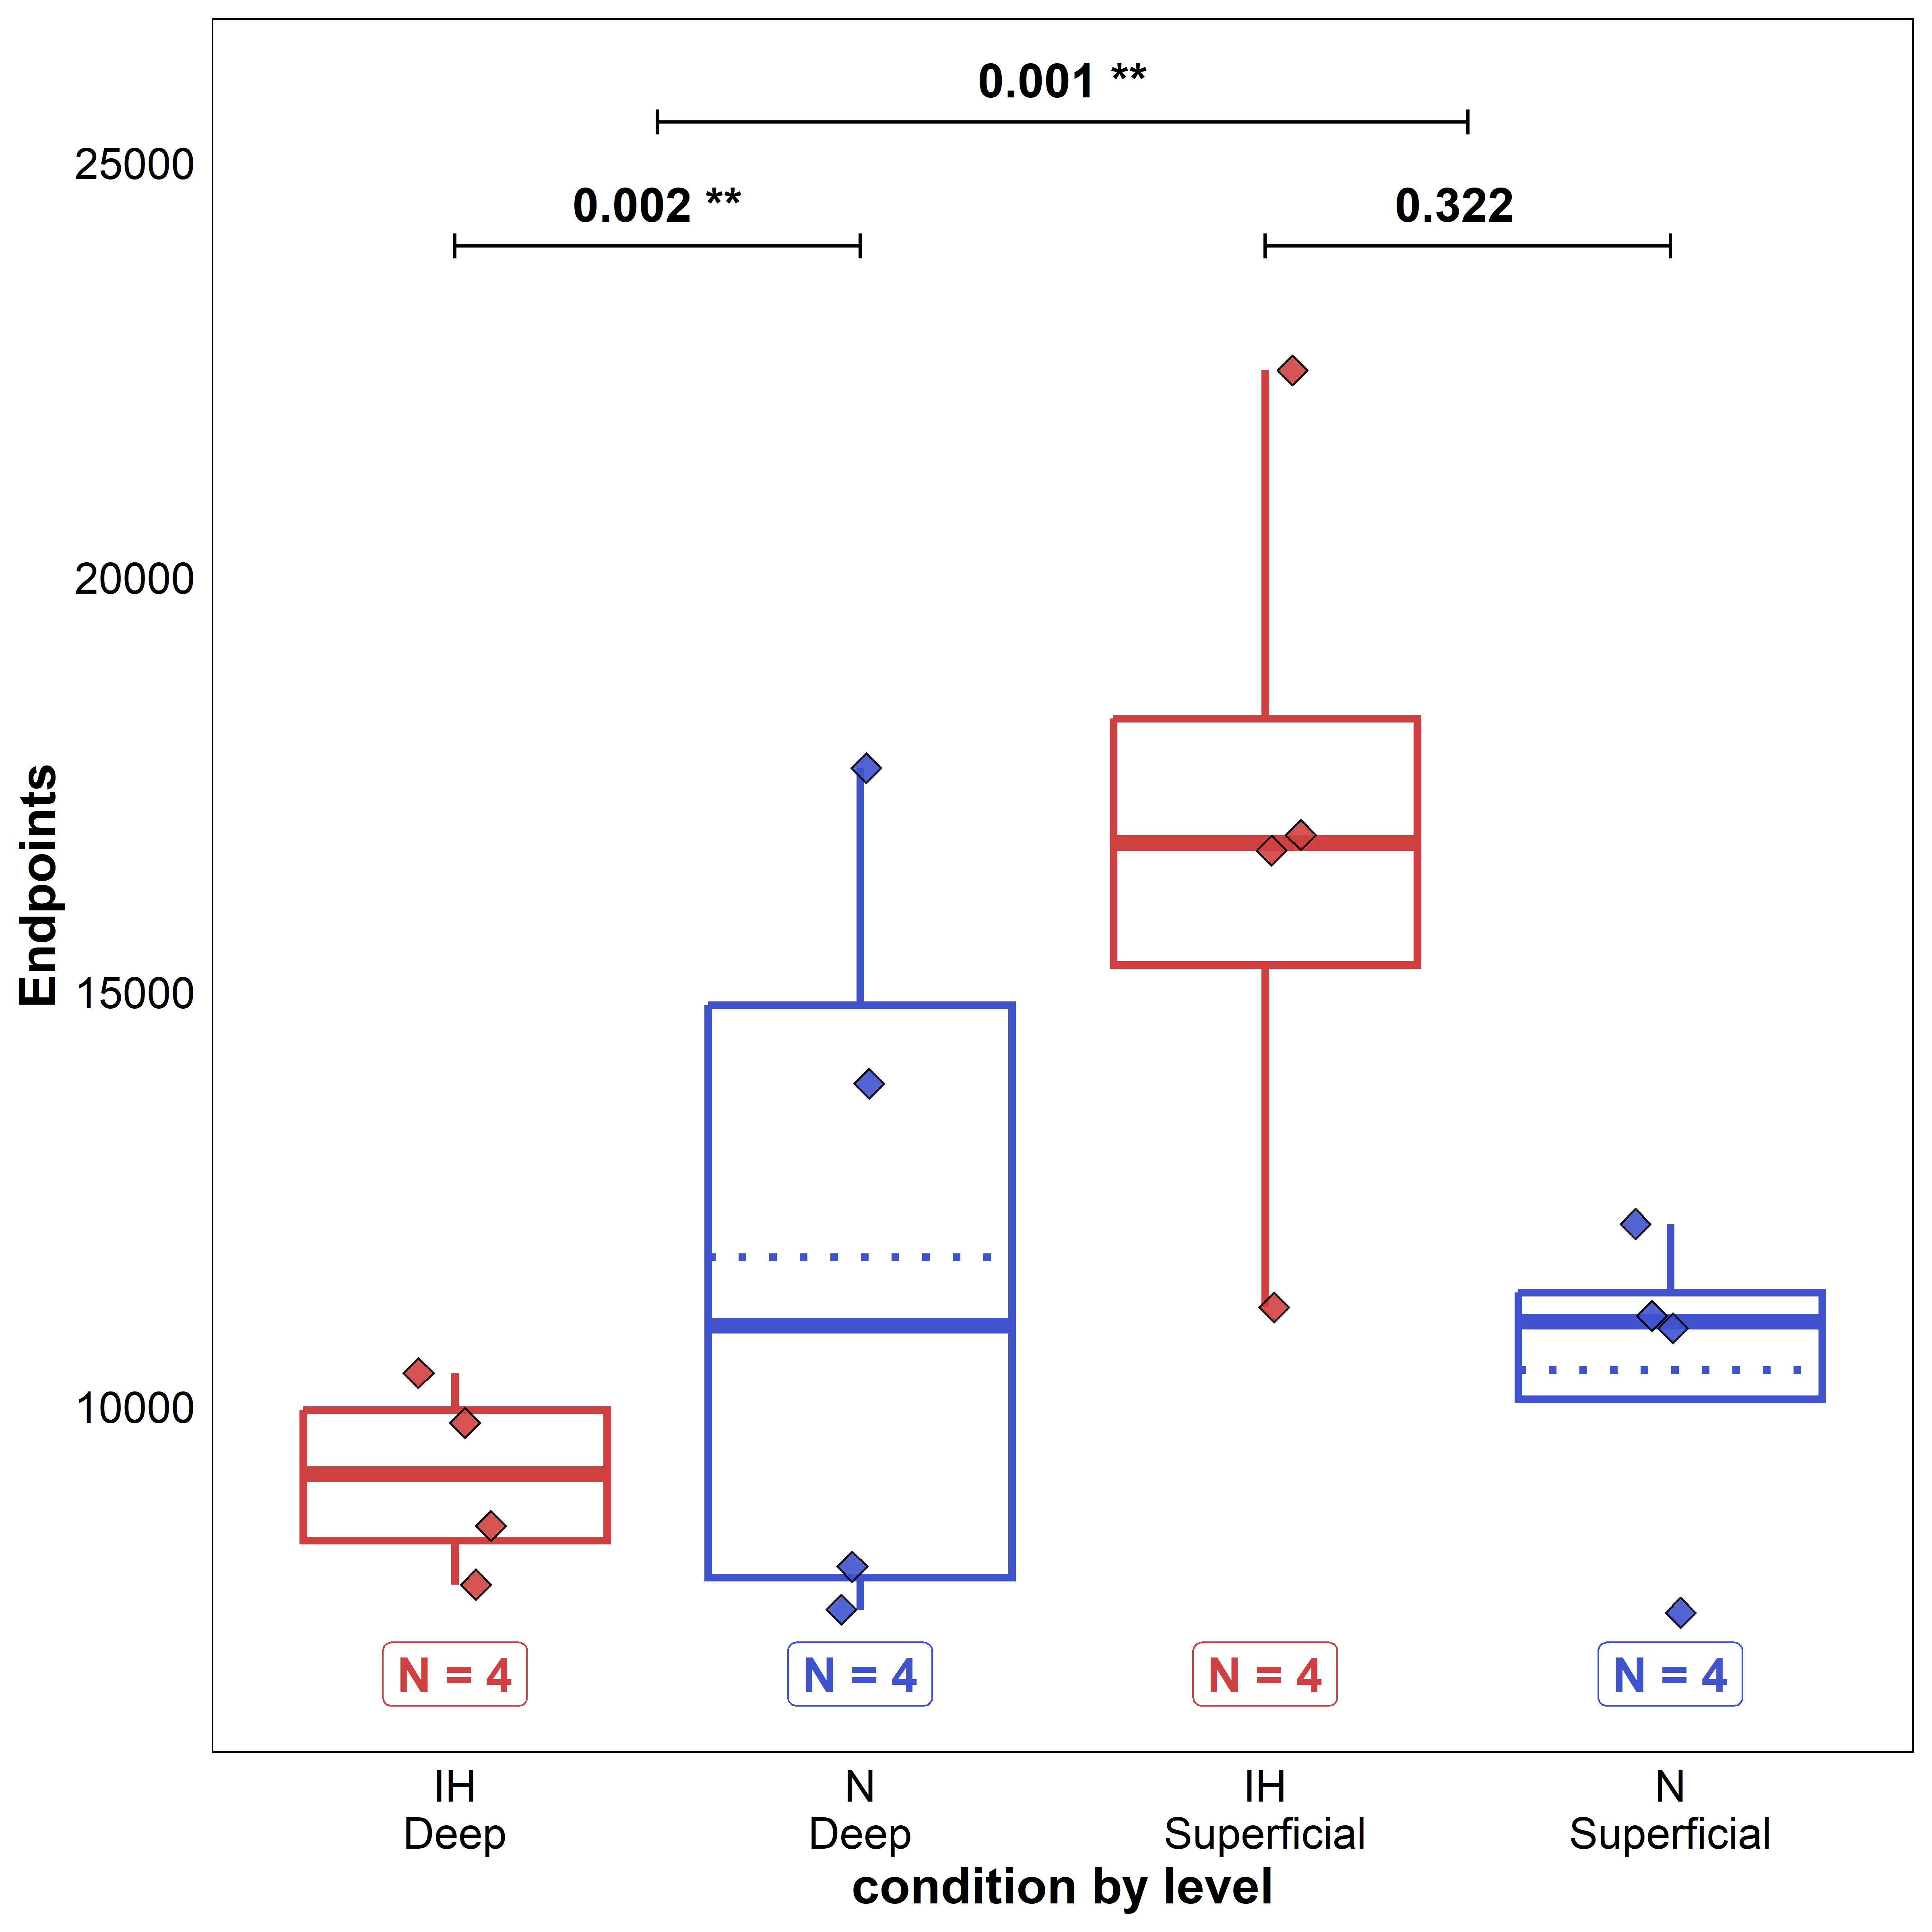 0.001 **
25000
0.002 **
0.322
20000
Endpoints
15000
10000
N = 4
N = 4
N = 4
N = 4
IH
Deep
N
Deep
IH
Superficial
N
Superficial
condition by level